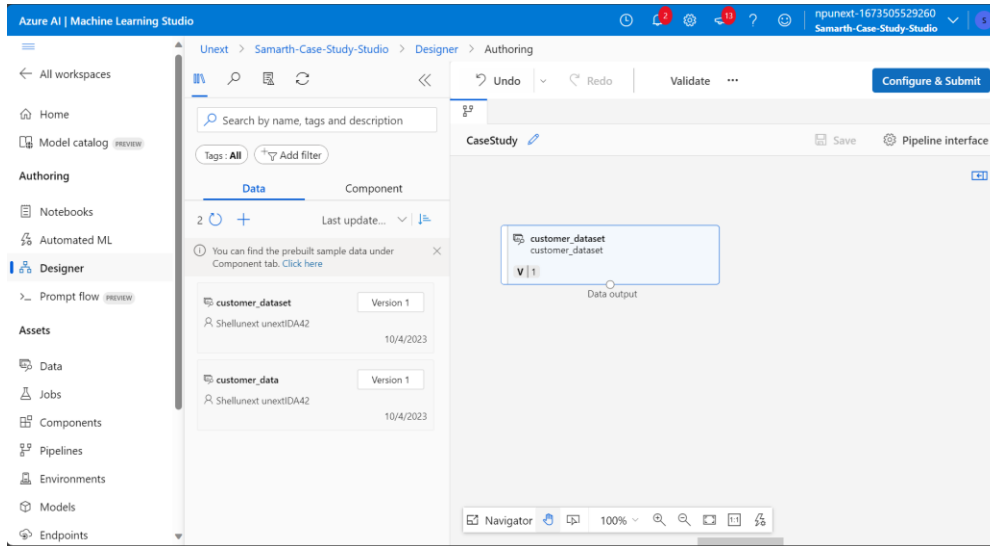 Azure AI | Machine Learning Studio
2
13
?
npunext-1673505529260
Samarth-Case-Study-Studio
S
All workspaces
Home
Model catalog PREVIEW
Authoring
Notebooks
Automated ML
Designer
Prompt flow PREVIEW
Assets
Data
Jobs
Components
Pipelines
Environments
Models
Endpoints
Unext > Samarth-Case-Study-Studio > Designer > Authoring
Search by name, tags and description
Tags : All
Add filter
Data Component
2
Last update...
You can find the prebuilt sample data under
Component tab. Click here
customer_dataset Version 1
Shellunext unextIDA42
10/4/2023
customer_data Version 1
Shellunext unextIDA42
10/4/2023
Undo Redo Validate ... Configure & Submit
CaseStudy Save Pipeline interface
customer_dataset
customer_dataset
V 1
Data output
Navigator 100% 1:1